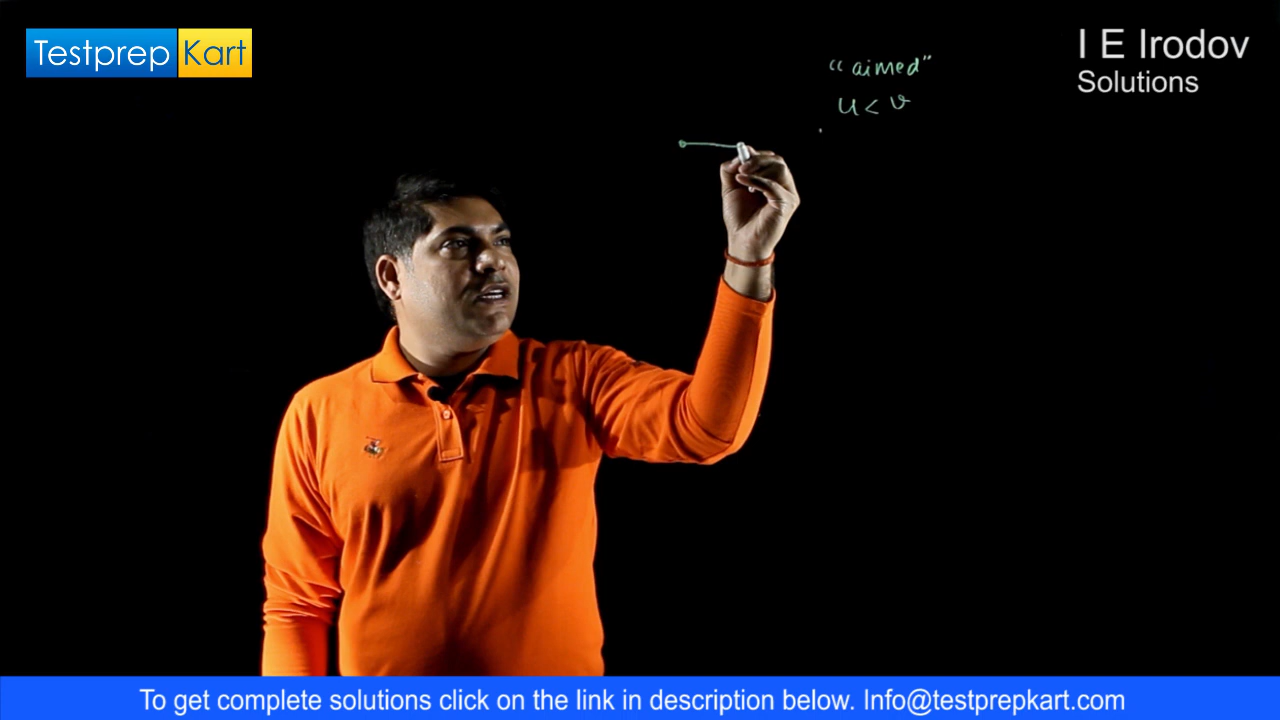 Testprep Kart
I E Irodov
Solutions
"aimed"
u < v
To get complete solutions click on the link in description below. Info@testprepkart.com